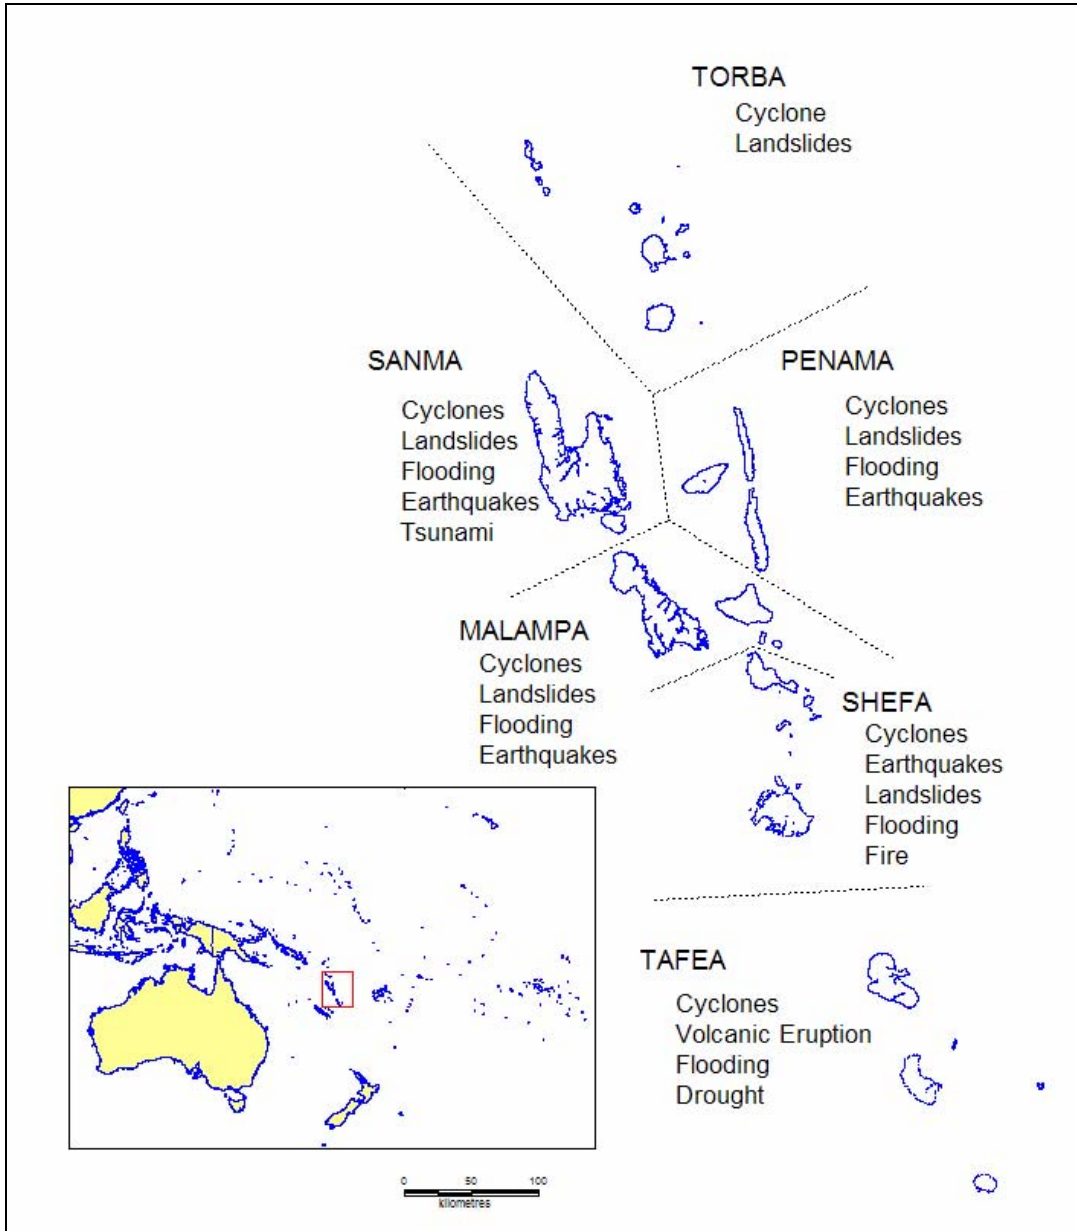 TORBA
Cyclone
Landslides
SANMA
Cyclones
Landslides
Flooding
Earthquakes
Tsunami
PENAMA
Cyclones
Landslides
Flooding
Earthquakes
MALAMPA
Cyclones
Landslides
Flooding
Earthquakes
SHEFA
Cyclones
Earthquakes
Landslides
Flooding
Fire
TAFEA
Cyclones
Volcanic Eruption
Flooding
Drought
0 50 100
kilometres